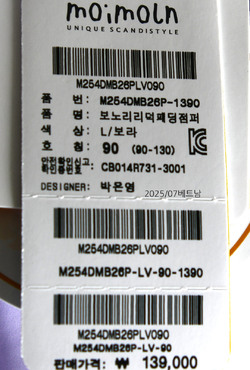 moimoln
UNIQUE SCANDISTYLE
M254DMB26PLV090
품 번: M254DMB26P-1390
품 명: 보노리리덕패딩점퍼
색 상: L/보라
호 칭: 90 (90-130)
안전확인신고
확인증번호: CB014R731-3001
DESIGNER: 박은영
2025/07베트남
M254DMB26PLV090
M254DMB26P-LV-90-1390
M254DMB26PLV090
M254DMB26P-LV-90
판매가격: ₩ 139,000